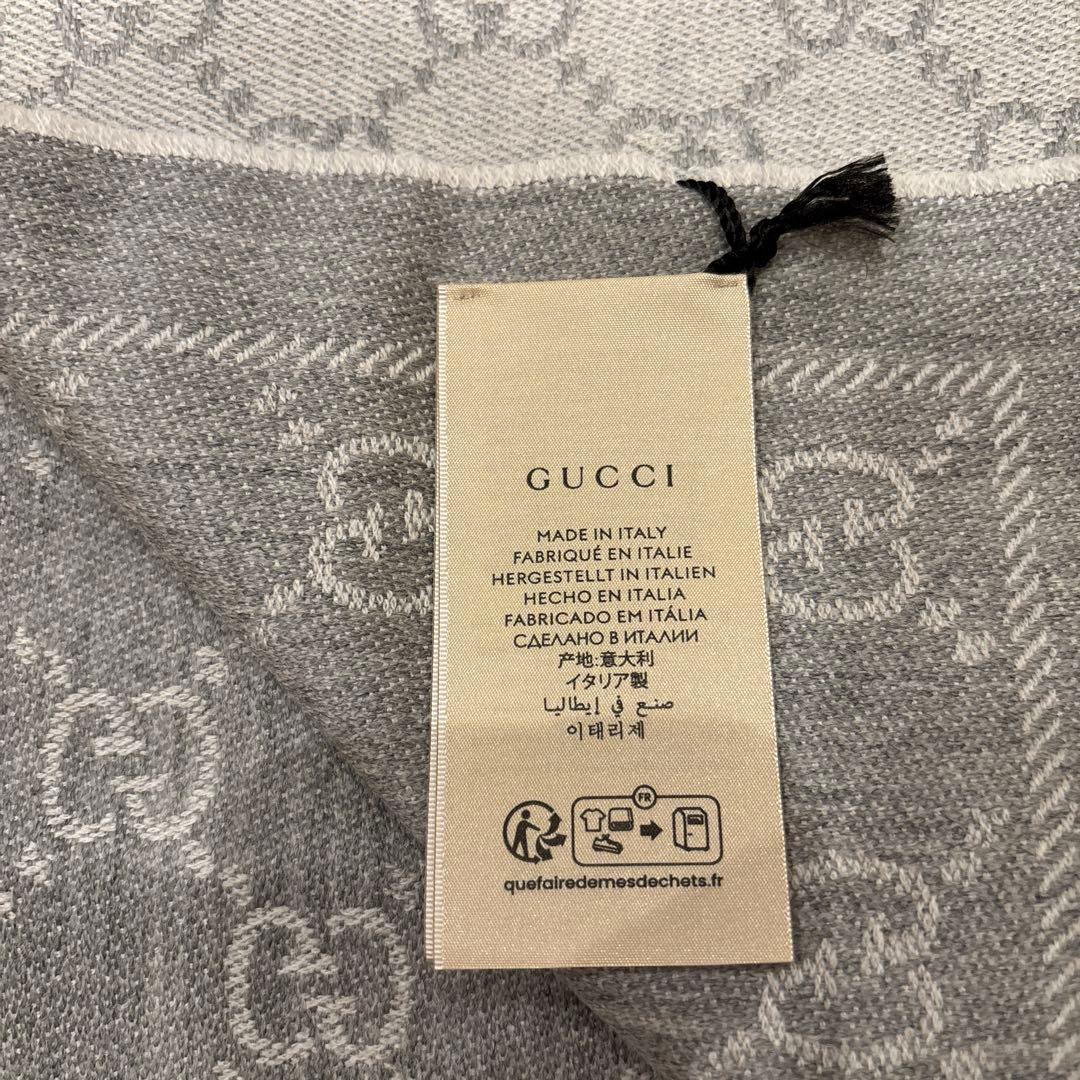 GUCCI
MADE IN ITALY
FABRIQUÉ EN ITALIE
HERGESTELLT IN ITALIEN
HECHO EN ITALIA
FABRICADO EM ITÁLIA
СДЕЛАНО В ИТАЛИИ
产地:意大利
イタリア製
صنع في إيطاليا
이태리제
FR
quefairedemesdechets.fr